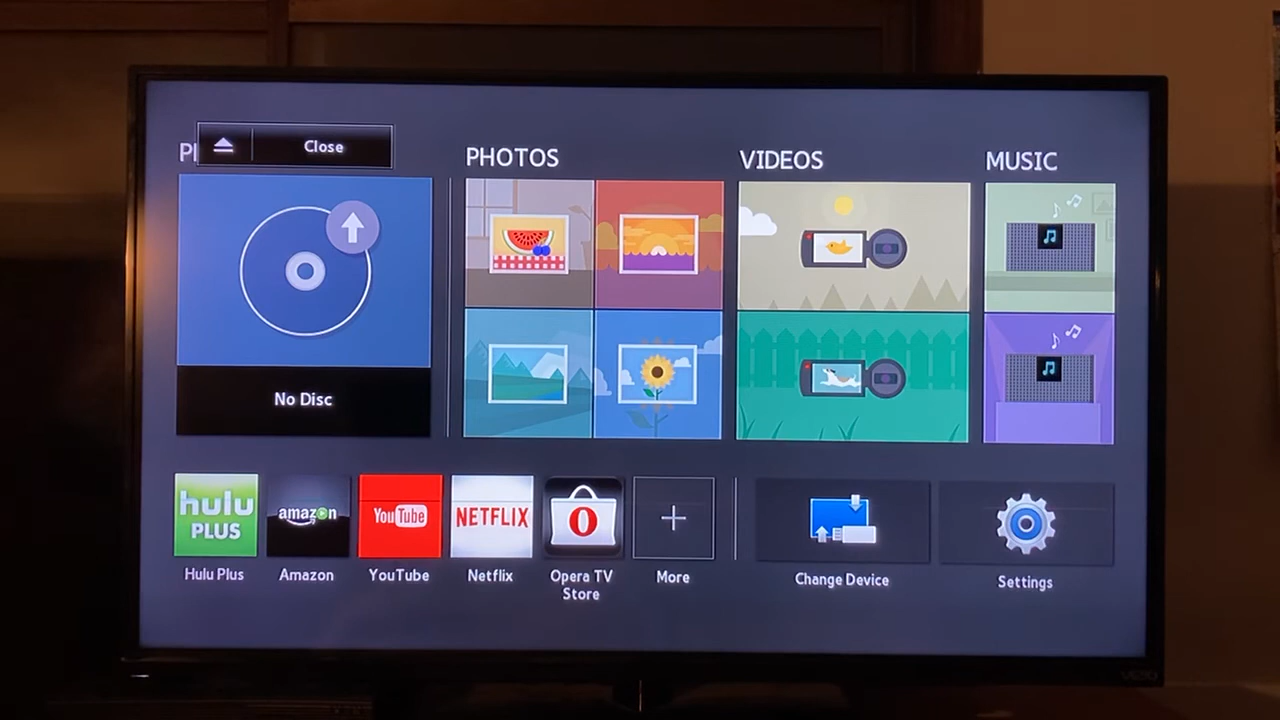 Close
PHOTOS
VIDEOS
MUSIC
No Disc
hulu
PLUS
amazon
YouTube
NETFLIX
Hulu Plus
Amazon
YouTube
Netflix
Opera TV
Store
More
Change Device
Settings
VIZIO